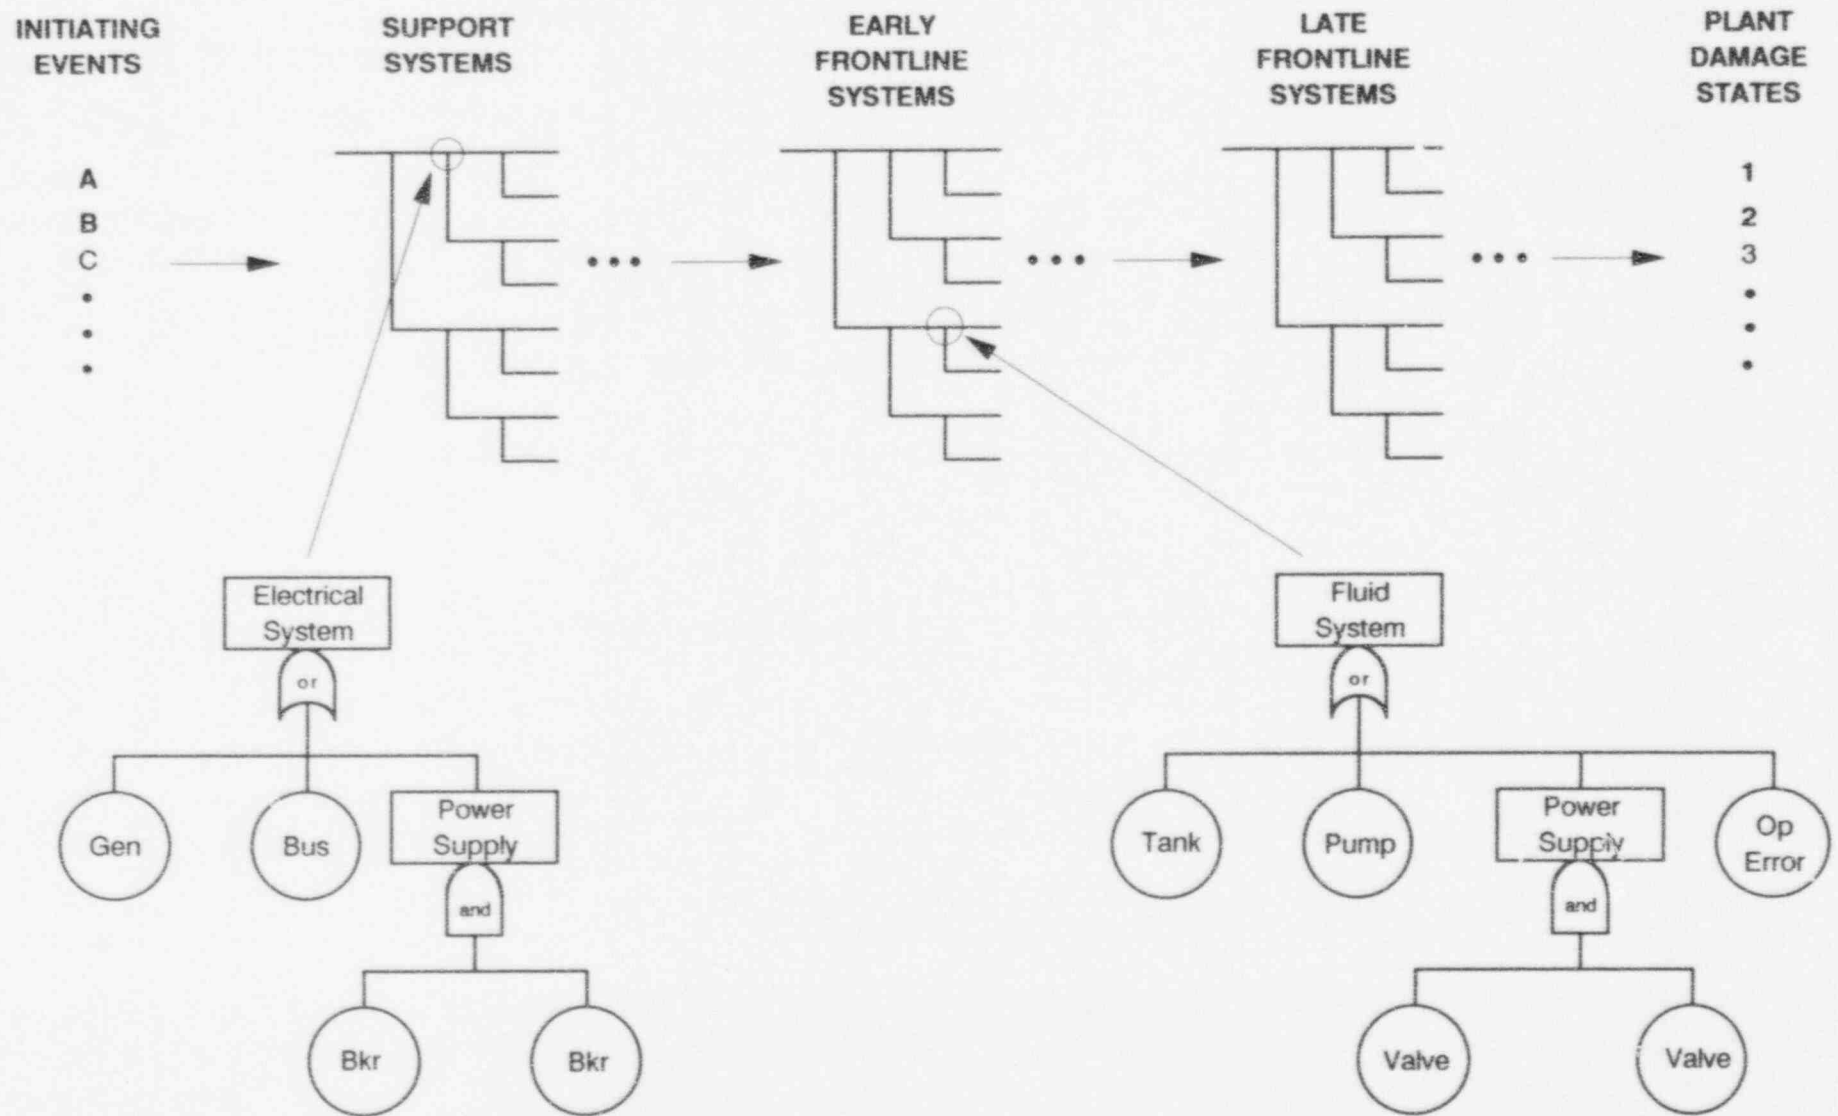 INITIATING
EVENTS
SUPPORT
SYSTEMS
EARLY
FRONTLINE
SYSTEMS
LATE
FRONTLINE
SYSTEMS
PLANT
DAMAGE
STATES
A
B
C
1
2
3
Electrical
System
or
Gen
Bus
Power
Supply
and
Bkr
Bkr
Fluid
System
or
Tank
Pump
Power
Supply
Op
Error
and
Valve
Valve